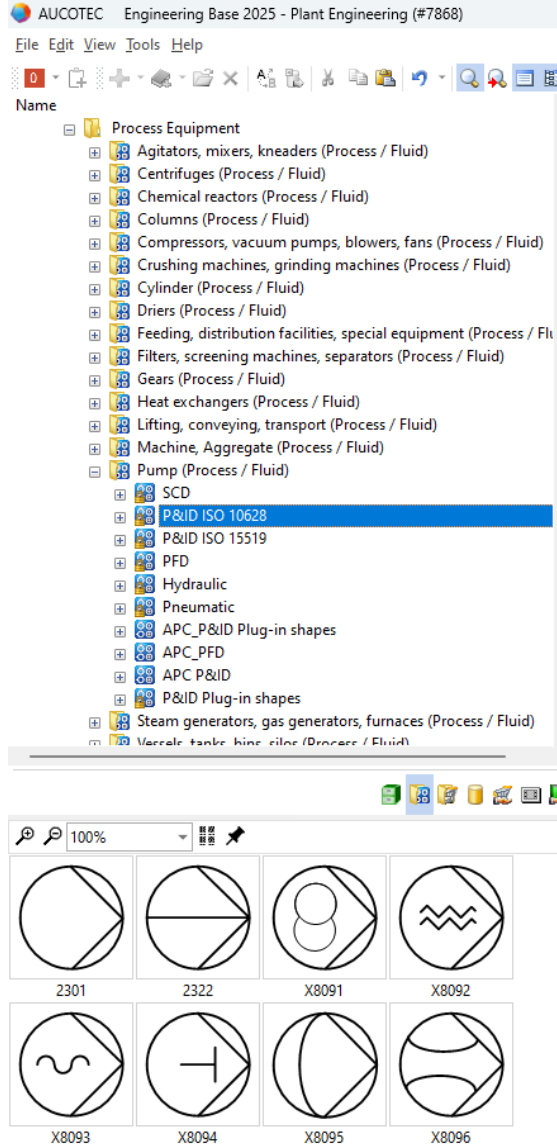 AUCOTEC Engineering Base 2025 - Plant Engineering (#7868)
File Edit View Tools Help
0
Name
Process Equipment
Agitators, mixers, kneaders (Process / Fluid)
Centrifuges (Process / Fluid)
Chemical reactors (Process / Fluid)
Columns (Process / Fluid)
Compressors, vacuum pumps, blowers, fans (Process / Fluid)
Crushing machines, grinding machines (Process / Fluid)
Cylinder (Process / Fluid)
Driers (Process / Fluid)
Feeding, distribution facilities, special equipment (Process / Flu
Filters, screening machines, separators (Process / Fluid)
Gears (Process / Fluid)
Heat exchangers (Process / Fluid)
Lifting, conveying, transport (Process / Fluid)
Machine, Aggregate (Process / Fluid)
Pump (Process / Fluid)
SCD
P&ID ISO 10628
P&ID ISO 15519
PFD
Hydraulic
Pneumatic
APC_P&ID Plug-in shapes
APC_PFD
APC P&ID
P&ID Plug-in shapes
Steam generators, gas generators, furnaces (Process / Fluid)
Vessels, tanks, bins, silos (Process / Fluid)
100%
2301 2322 X8091 X8092
X8093 X8094 X8095 X8096